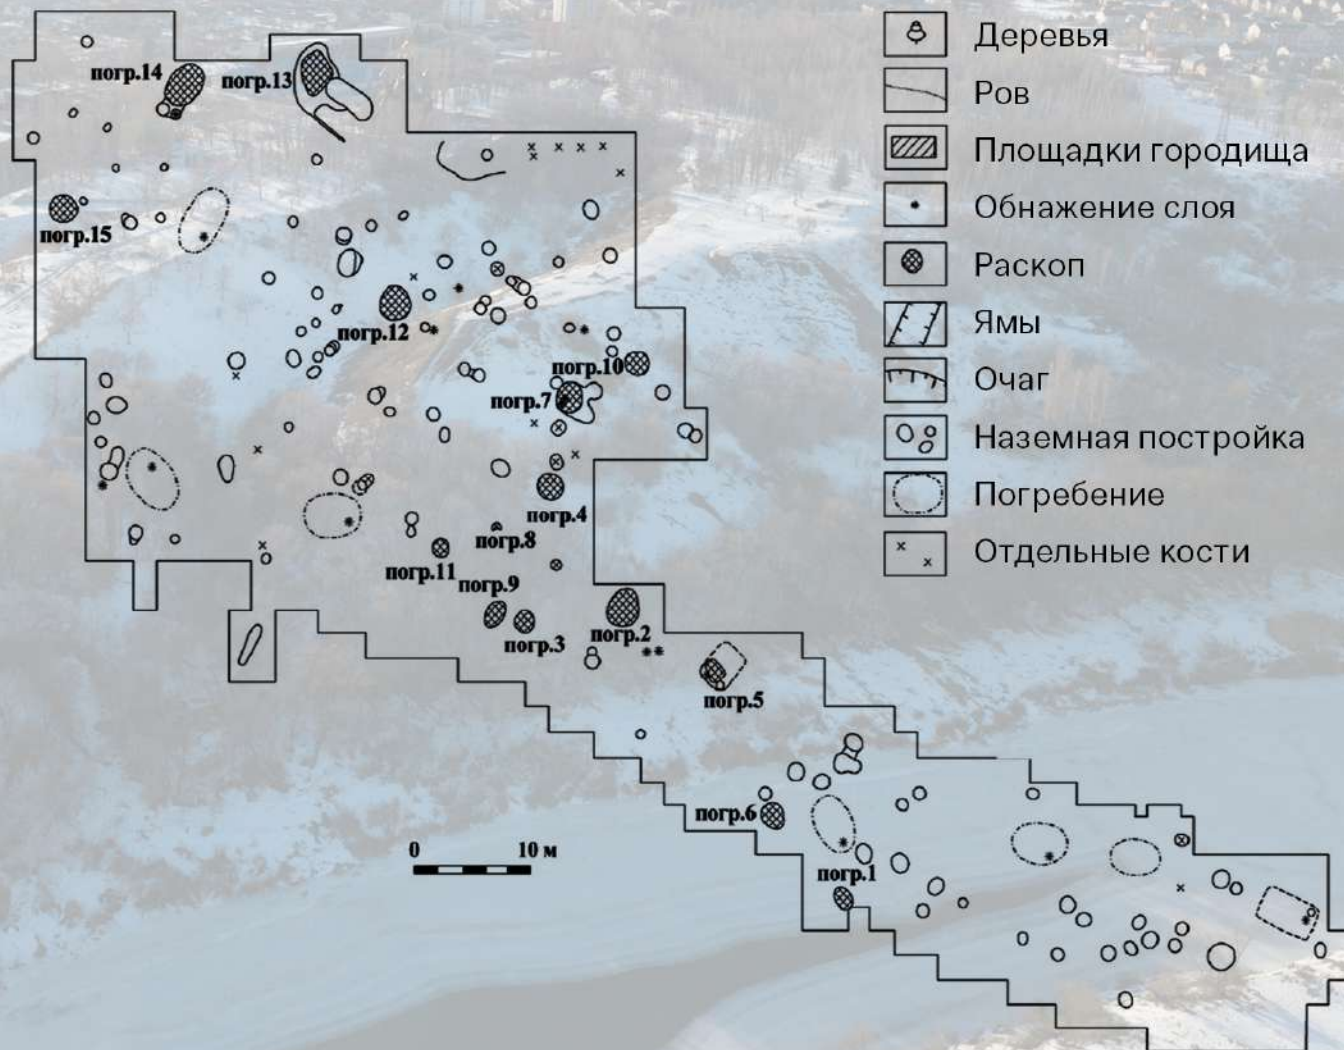 погр.14
погр.13
погр.15
погр.12
погр.10
погр.7
погр.4
погр.8
погр.11
погр.9
погр.3
погр.2
погр.5
погр.6
погр.1
0 10 м
Деревья
Ров
Площадки городища
Обнажение слоя
Раскоп
Ямы
Очаг
Наземная постройка
Погребение
Отдельные кости